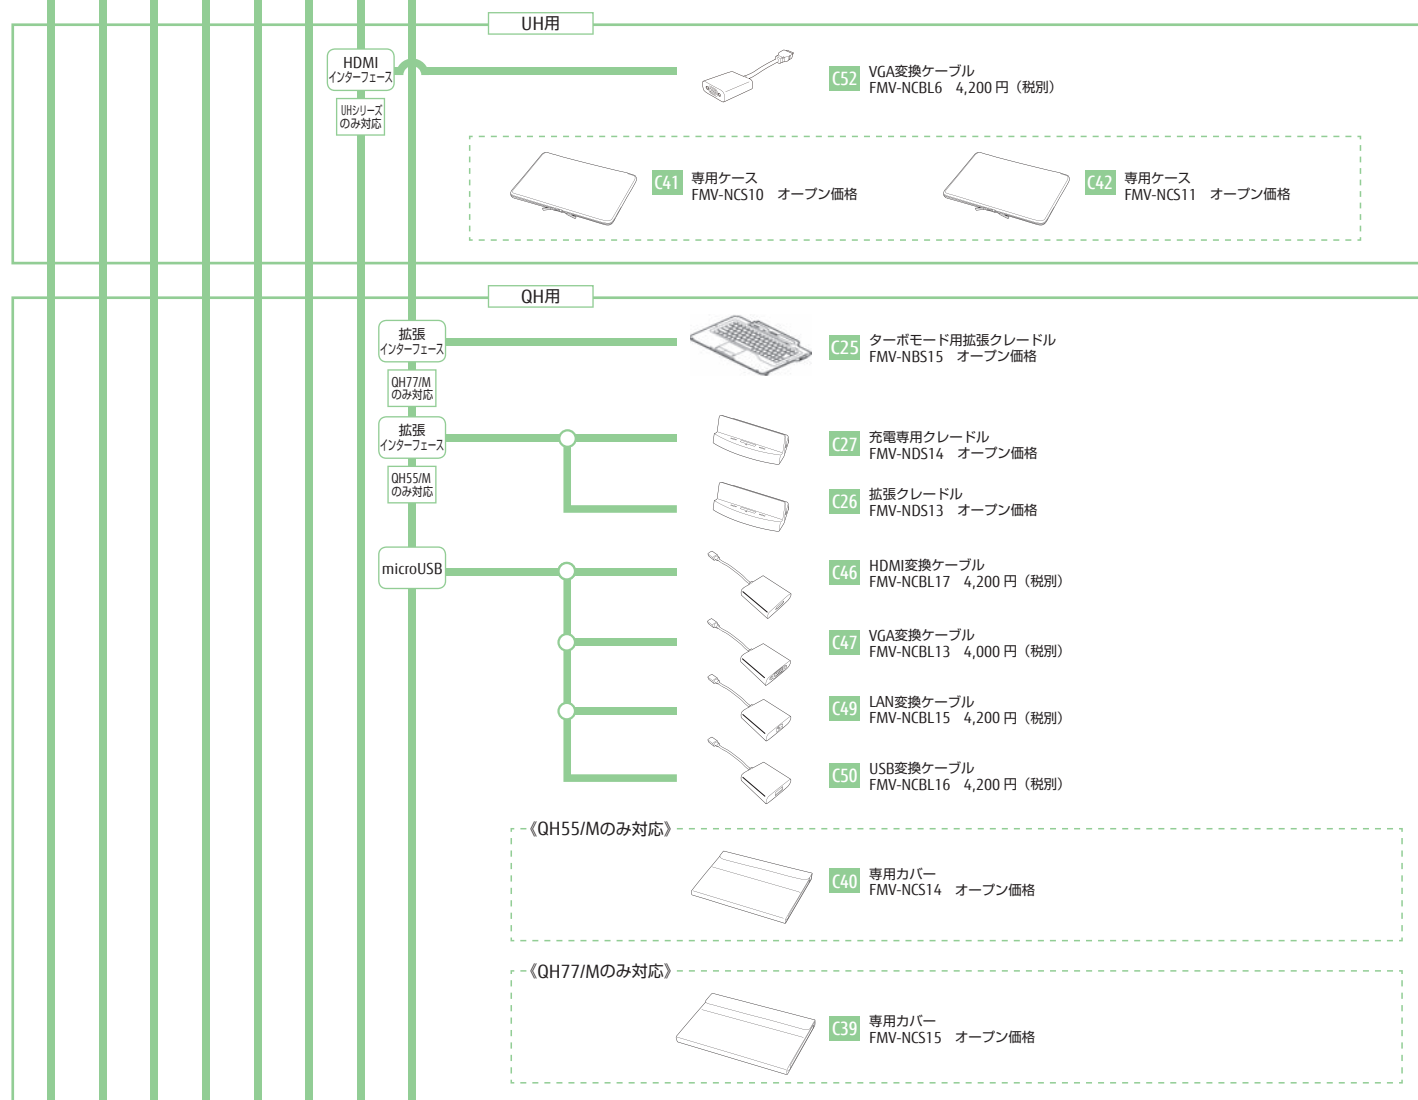 UH用
HDMI
インターフェース
UHシリーズ
のみ対応
C52
VGA変換ケーブル
FMV-NCBL6　4,200 円（税別）
C41
専用ケース
FMV-NCS10　オープン価格
C42
専用ケース
FMV-NCS11　オープン価格
QH用
拡張
インターフェース
QH77/M
のみ対応
C25
ターボモード用拡張クレードル
FMV-NBS15　オープン価格
拡張
インターフェース
QH55/M
のみ対応
C27
充電専用クレードル
FMV-NDS14　オープン価格
C26
拡張クレードル
FMV-NDS13　オープン価格
microUSB
C46
HDMI変換ケーブル
FMV-NCBL17　4,200 円（税別）
C47
VGA変換ケーブル
FMV-NCBL13　4,000 円（税別）
C49
LAN変換ケーブル
FMV-NCBL15　4,200 円（税別）
C50
USB変換ケーブル
FMV-NCBL16　4,200 円（税別）
《QH55/Mのみ対応》
C40
専用カバー
FMV-NCS14　オープン価格
《QH77/Mのみ対応》
C39
専用カバー
FMV-NCS15　オープン価格